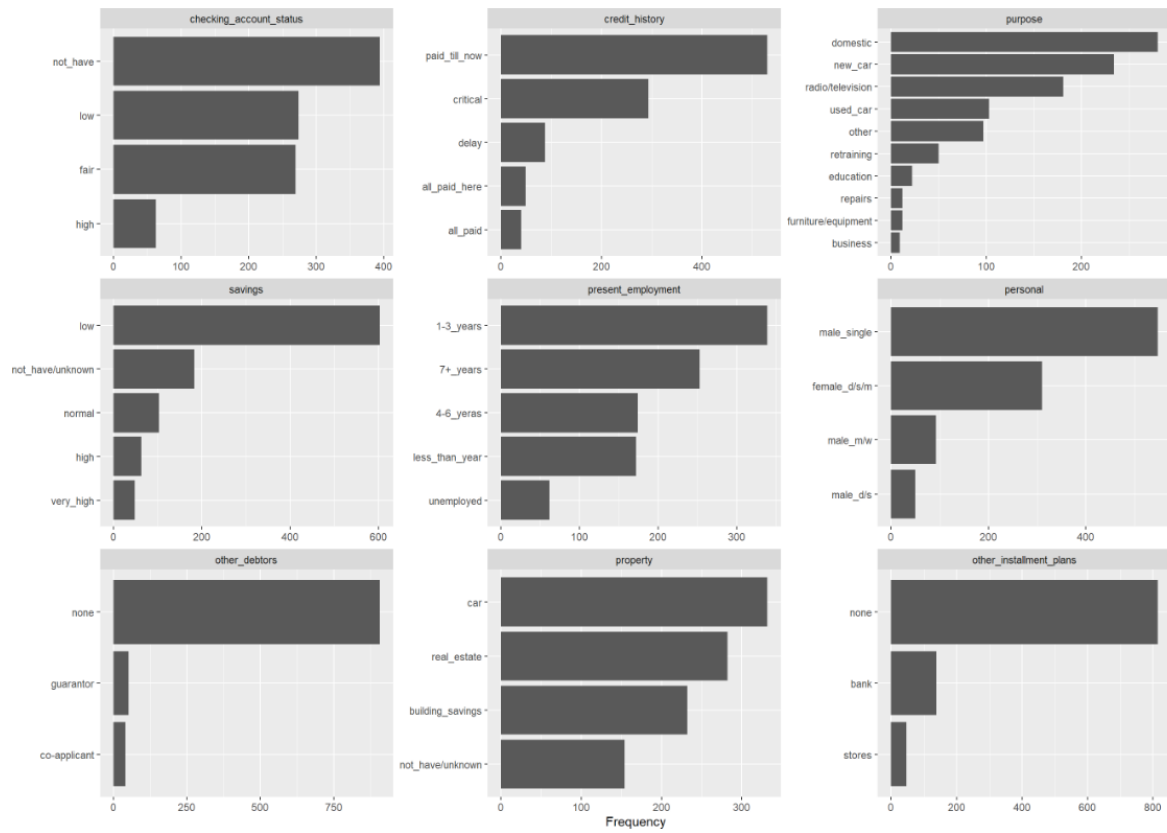 checking_account_status
not_have
low
fair
high
0 100 200 300 400
credit_history
paid_till_now
critical
delay
all_paid_here
all_paid
0 200 400
purpose
domestic
new_car
radio/television
used_car
other
retraining
education
repairs
furniture/equipment
business
0 100 200
savings
low
not_have/unknown
normal
high
very_high
0 200 400 600
present_employment
1-3_years
7+_years
4-6_yeras
less_than_year
unemployed
0 100 200 300
personal
male_single
female_d/s/m
male_m/w
male_d/s
0 200 400
other_debtors
none
guarantor
co-applicant
0 250 500 750
property
car
real_estate
building_savings
not_have/unknown
0 100 200 300
other_installment_plans
none
bank
stores
0 200 400 600 800
Frequency